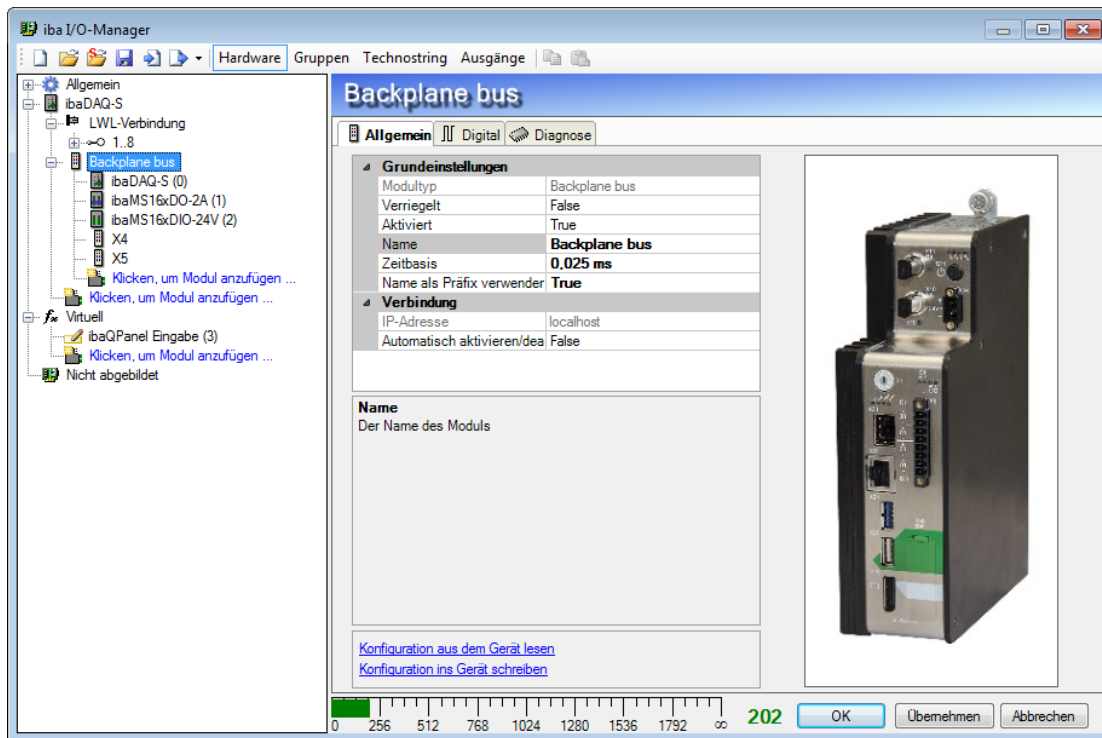 iba I/O-Manager
Hardware Gruppen Technostring Ausgänge
Allgemein
ibaDAQ-S
LWL-Verbindung
1..8
Backplane bus
ibaDAQ-S (0)
ibaMS16xDO-2A (1)
ibaMS16xDIO-24V (2)
X4
X5
Klicken, um Modul anzufügen ...
Klicken, um Modul anzufügen ...
Virtuell
ibaQPanel Eingabe (3)
Klicken, um Modul anzufügen ...
Nicht abgebildet
Backplane bus
Allgemein Digital Diagnose
Grundeinstellungen
Modultyp Backplane bus
Verriegelt False
Aktiviert True
Name Backplane bus
Zeitbasis 0,025 ms
Name als Präfix verwender True
Verbindung
IP-Adresse localhost
Automatisch aktivieren/dea False
Name
Der Name des Moduls
Konfiguration aus dem Gerät lesen
Konfiguration ins Gerät schreiben
0 256 512 768 1024 1280 1536 1792 ∞ 202 OK Übernehmen Abbrechen